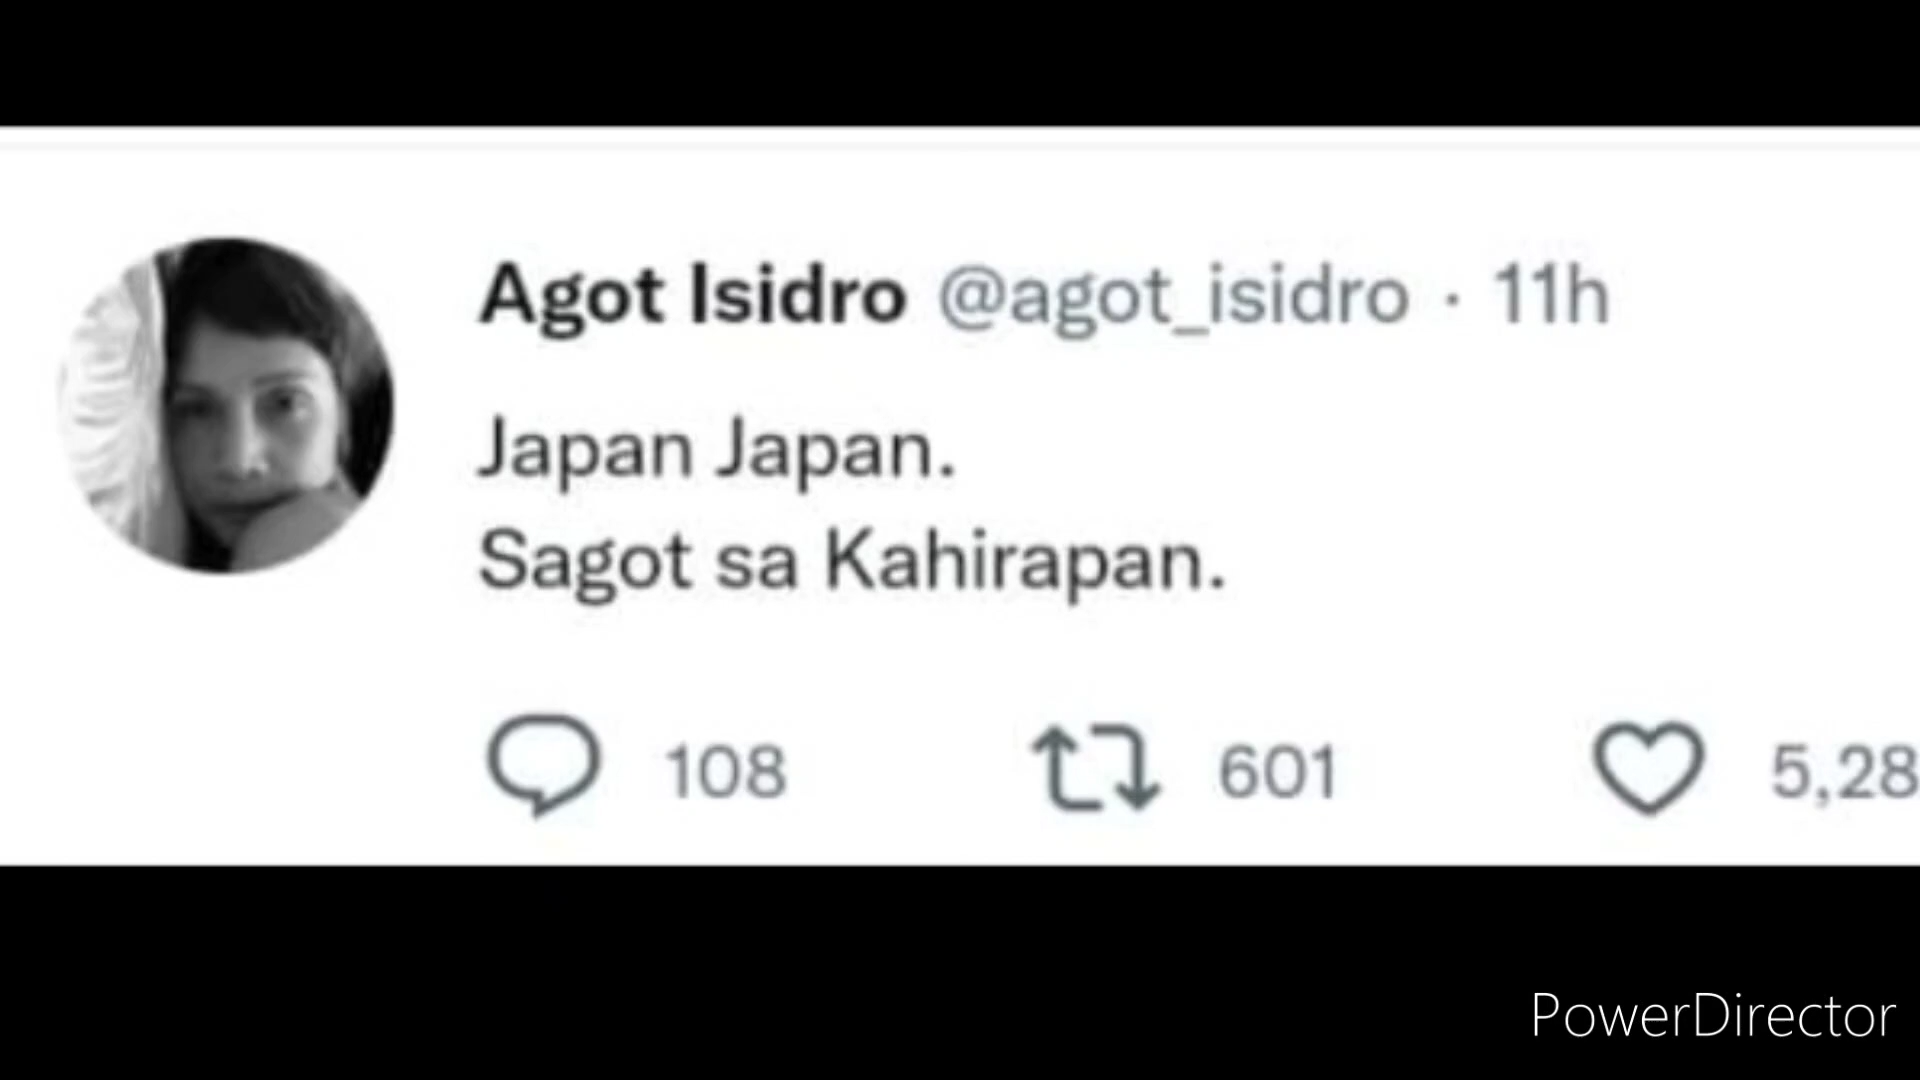 Agot Isidro @agot_isidro · 11h
Japan Japan.
Sagot sa Kahirapan.
108 601 5,28
PowerDirector